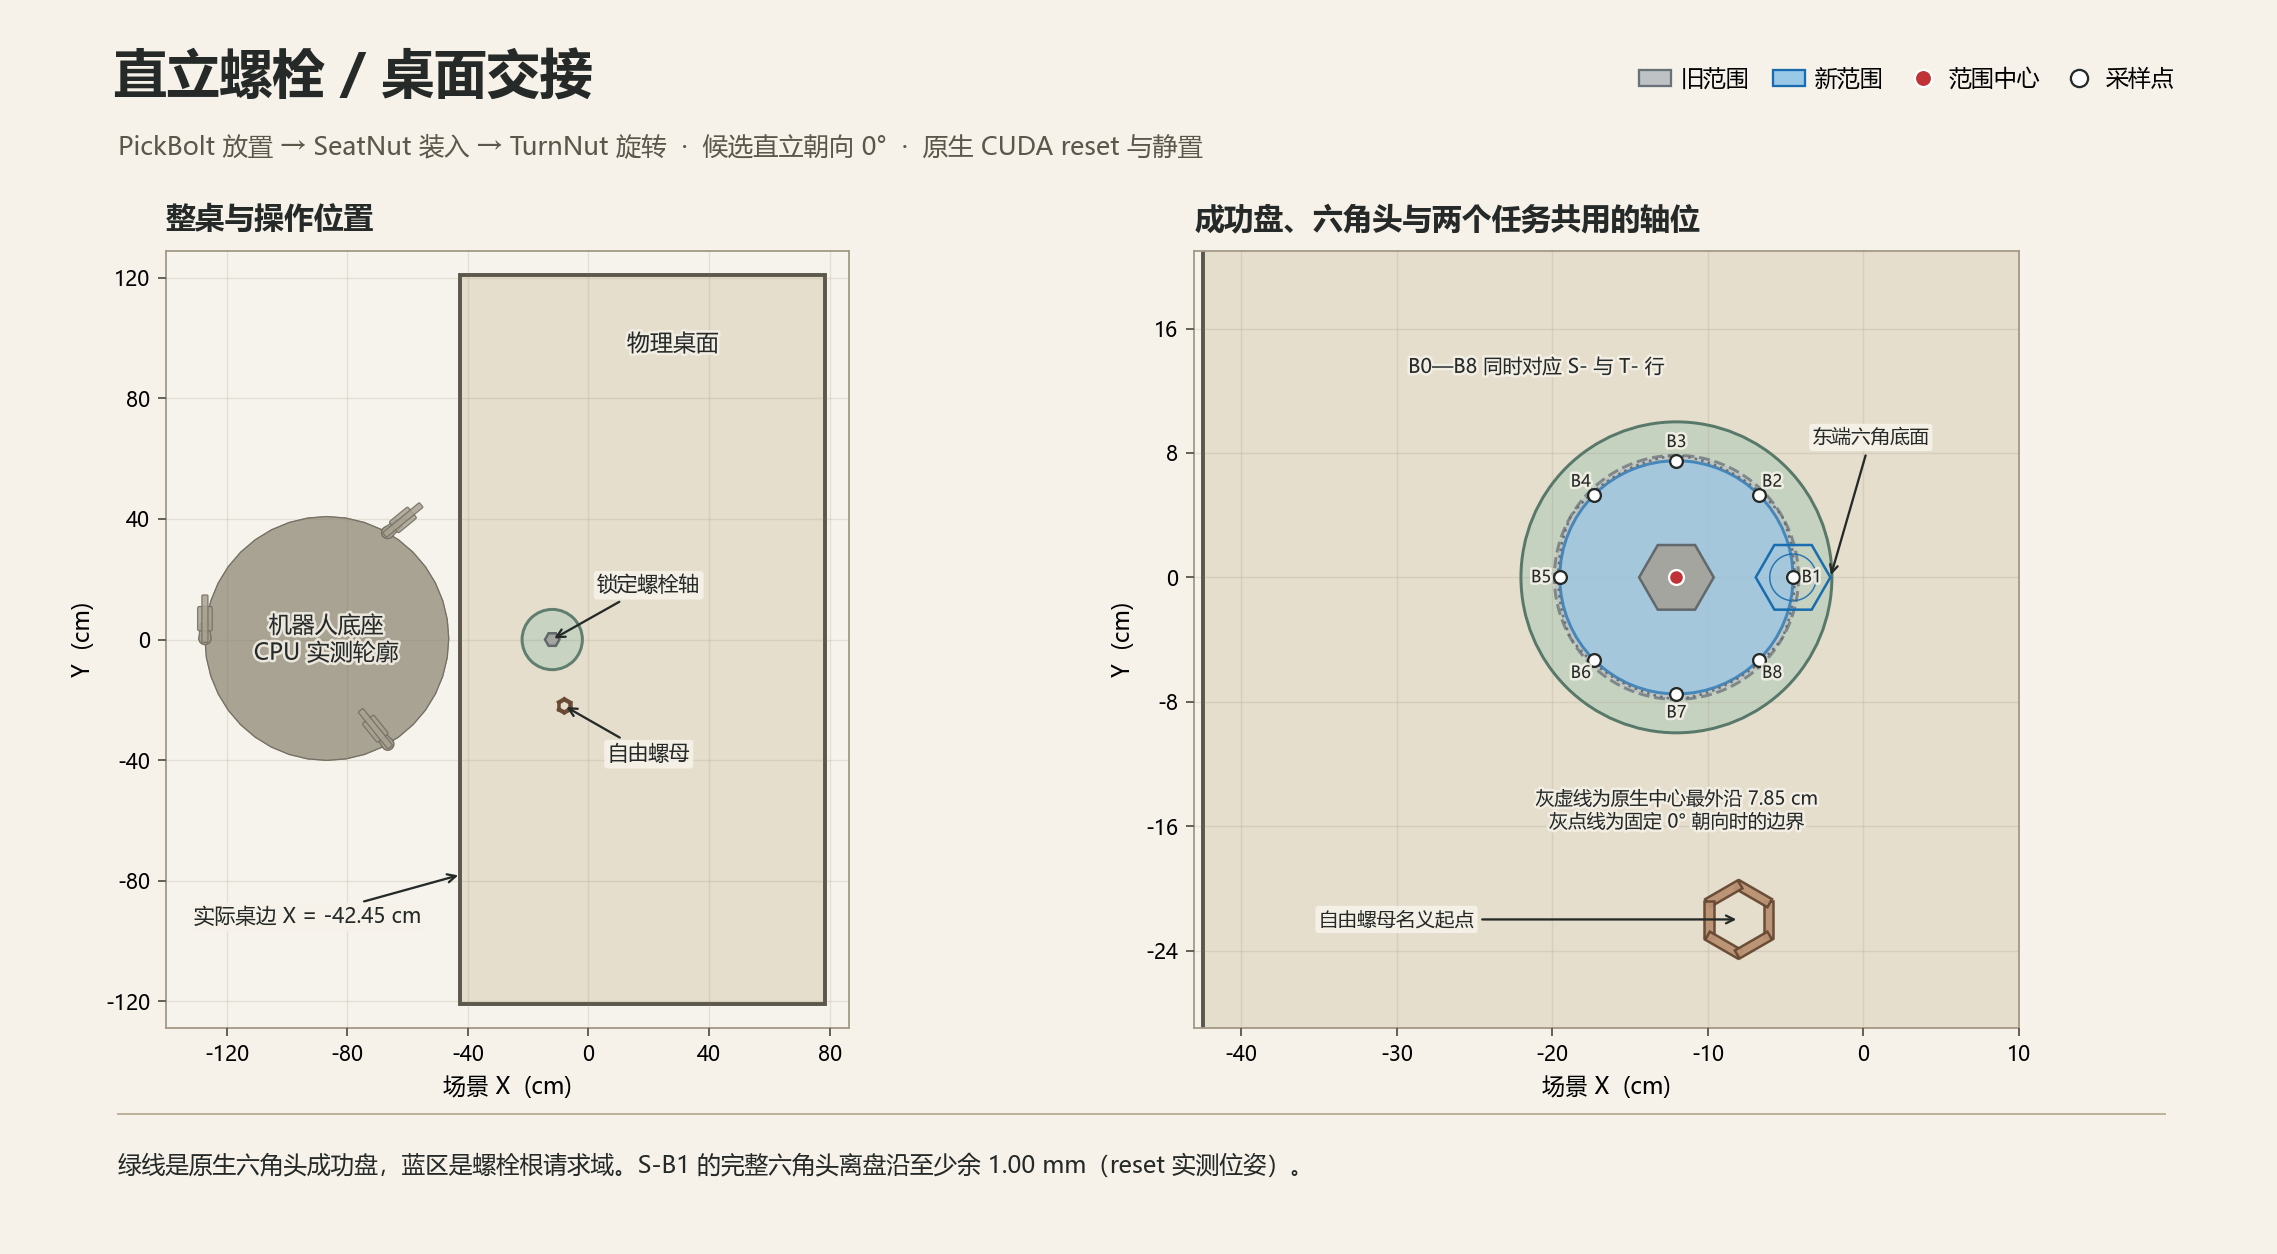 直立螺栓 / 桌面交接
旧范围
新范围
范围中心
采样点
PickBolt 放置 → SeatNut 装入 → TurnNut 旋转 · 候选直立朝向 0° · 原生 CUDA reset 与静置
整桌与操作位置
120
80
40
0
-40
-80
-120
Y (cm)
物理桌面
锁定螺栓轴
机器人底座
CPU 实测轮廓
自由螺母
实际桌边 X = -42.45 cm
-120
-80
-40
0
40
80
场景 X (cm)
成功盘、六角头与两个任务共用的轴位
16
8
0
-8
-16
-24
Y (cm)
B0—B8 同时对应 S- 与 T- 行
东端六角底面
B3
B4
B2
B5
B1
B6
B8
B7
灰虚线为原生中心最外沿 7.85 cm
灰点线为固定 0° 朝向时的边界
自由螺母名义起点
-40
-30
-20
-10
0
10
场景 X (cm)
绿线是原生六角头成功盘，蓝区是螺栓根请求域。S-B1 的完整六角头离盘沿至少余 1.00 mm（reset 实测位姿）。